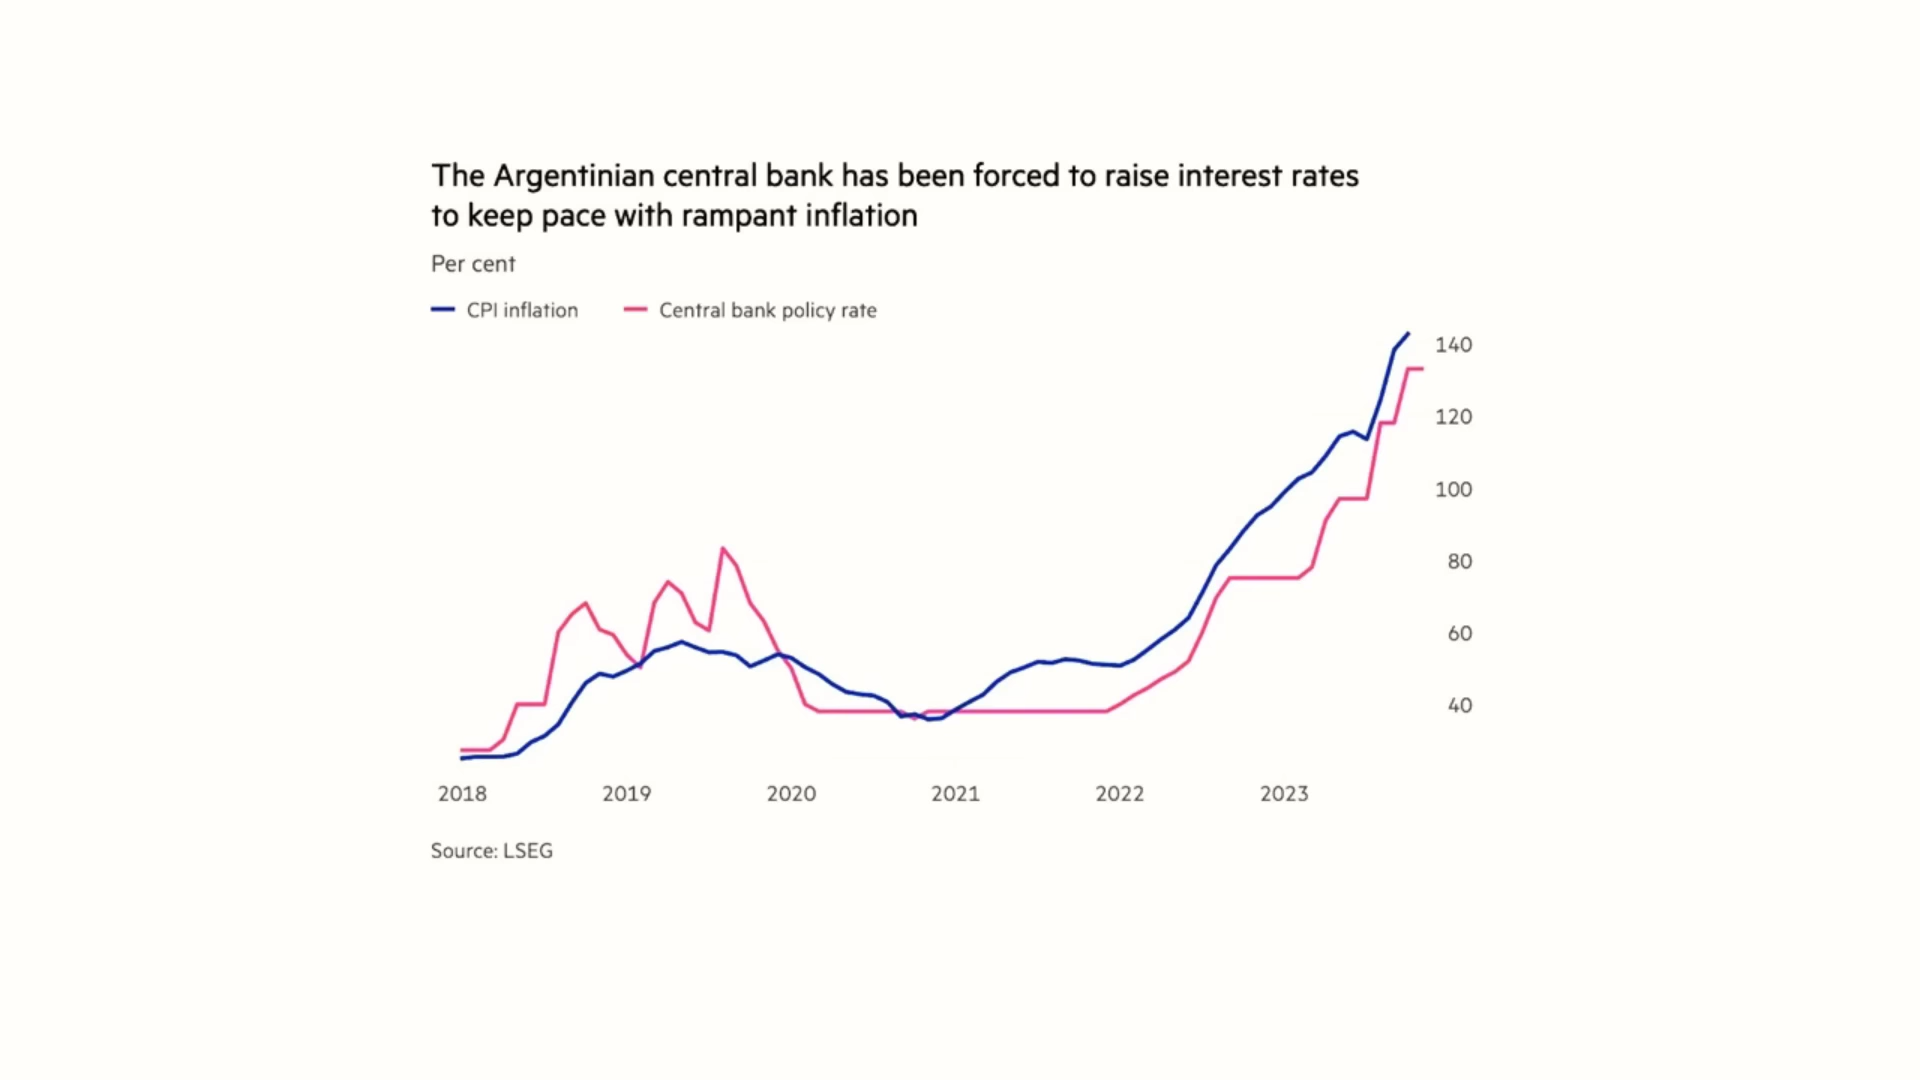 The Argentinian central bank has been forced to raise interest rates
to keep pace with rampant inflation
Per cent
CPI inflation
Central bank policy rate
140
120
100
80
60
40
2018
2019
2020
2021
2022
2023
Source: LSEG